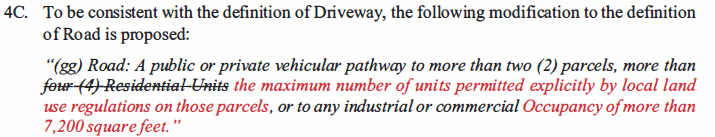 4C. To be consistent with the definition of Driveway, the following modification to the definition
of Road is proposed:
“(gg) Road: A public or private vehicular pathway to more than two (2) parcels, more than
four (4) Residential Units the maximum number of units permitted explicitly by local land
use regulations on those parcels, or to any industrial or commercial Occupancy of more than
7,200 square feet.”